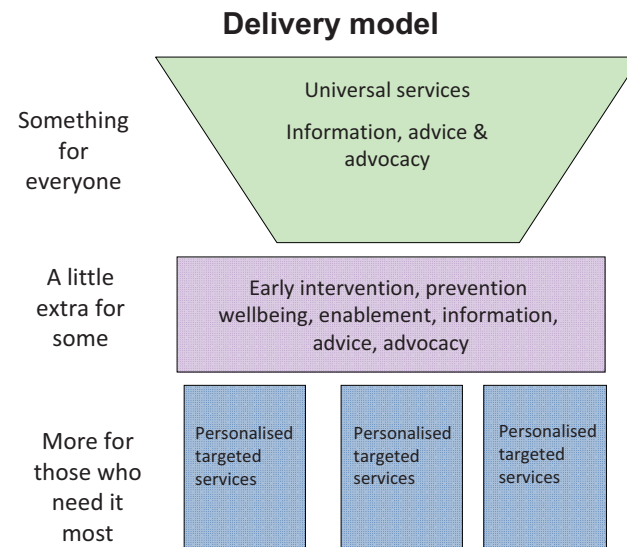 Delivery model
Something
for
everyone
Universal services
Information, advice &
advocacy
A little
extra for
some
Early intervention, prevention
wellbeing, enablement, information,
advice, advocacy
More for
those who
need it
most
Personalised
targeted
services
Personalised
targeted
services
Personalised
targeted
services